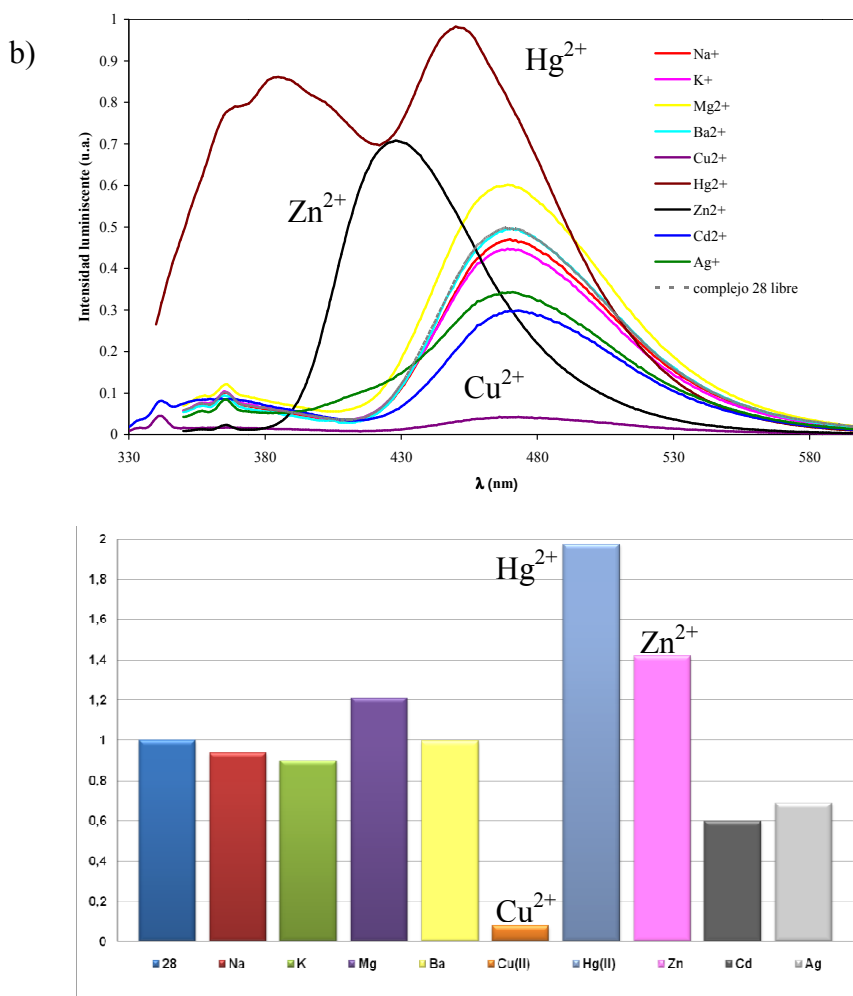 b)
Hg²⁺
Zn²⁺
Cu²⁺
Intensidad luminiscente (u.a.)
1
0.9
0.8
0.7
0.6
0.5
0.4
0.3
0.2
0.1
0
330 380 430 480 530 580
λ (nm)
Na+
K+
Mg2+
Ba2+
Cu2+
Hg2+
Zn2+
Cd2+
Ag+
complejo 28 libre
2
1,8
1,6
1,4
1,2
1
0,8
0,6
0,4
0,2
0
Hg²⁺
Zn²⁺
Cu²⁺
28 Na K Mg Ba Cu(II) Hg(II) Zn Cd Ag